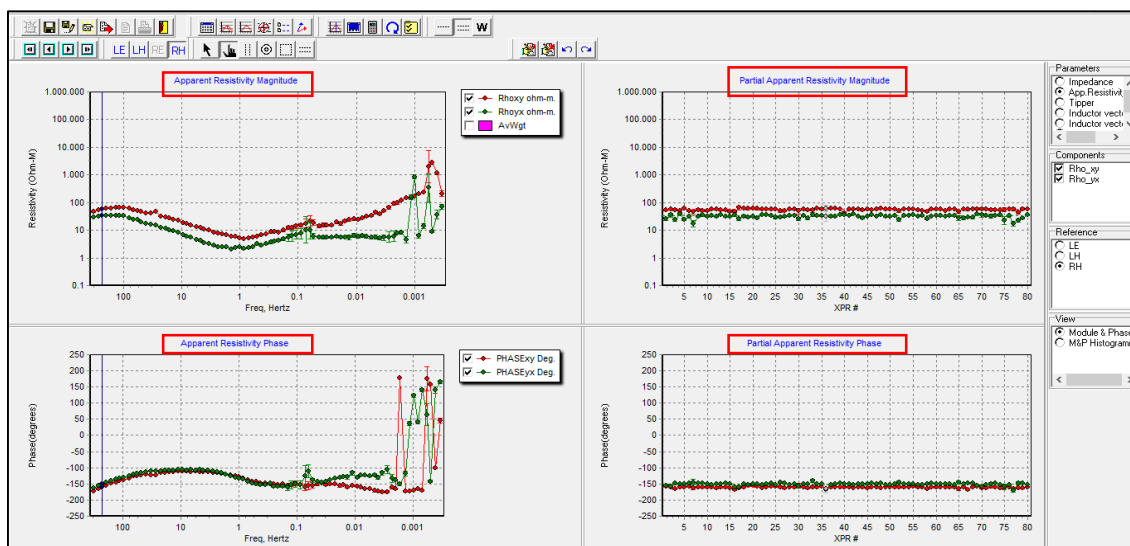 W
LE LH RE RH
Apparent Resistivity Magnitude
1.000.000
100.000
10.000
1.000
100
10
1
0.1
Resistivity (Ohm-M)
100 10 1 0.1 0.01 0.001
Freq, Hertz
Rhoxy ohm-m.
Rhoyx ohm-m.
AvWgt
Partial Apparent Resistivity Magnitude
1.000.000
100.000
10.000
1.000
100
10
1
0.1
Resistivity (Ohm-M)
5 10 15 20 25 30 35 40 45 50 55 60 65 70 75 80
XPR #
Parameters
Impedance
App.Resistivit
Tipper
Inductor vecto
Inductor vect
Components
Rho_xy
Rho_yx
Reference
LE
LH
RH
View
Module & Phase
M&P Histogramm
Apparent Resistivity Phase
250
200
150
100
50
0
-50
-100
-150
-200
-250
Phase(degrees)
100 10 1 0.1 0.01 0.001
Freq, Hertz
PHASExy Deg.
PHASEyx Deg.
Partial Apparent Resistivity Phase
250
200
150
100
50
0
-50
-100
-150
-200
-250
Phase(degrees)
5 10 15 20 25 30 35 40 45 50 55 60 65 70 75 80
XPR #